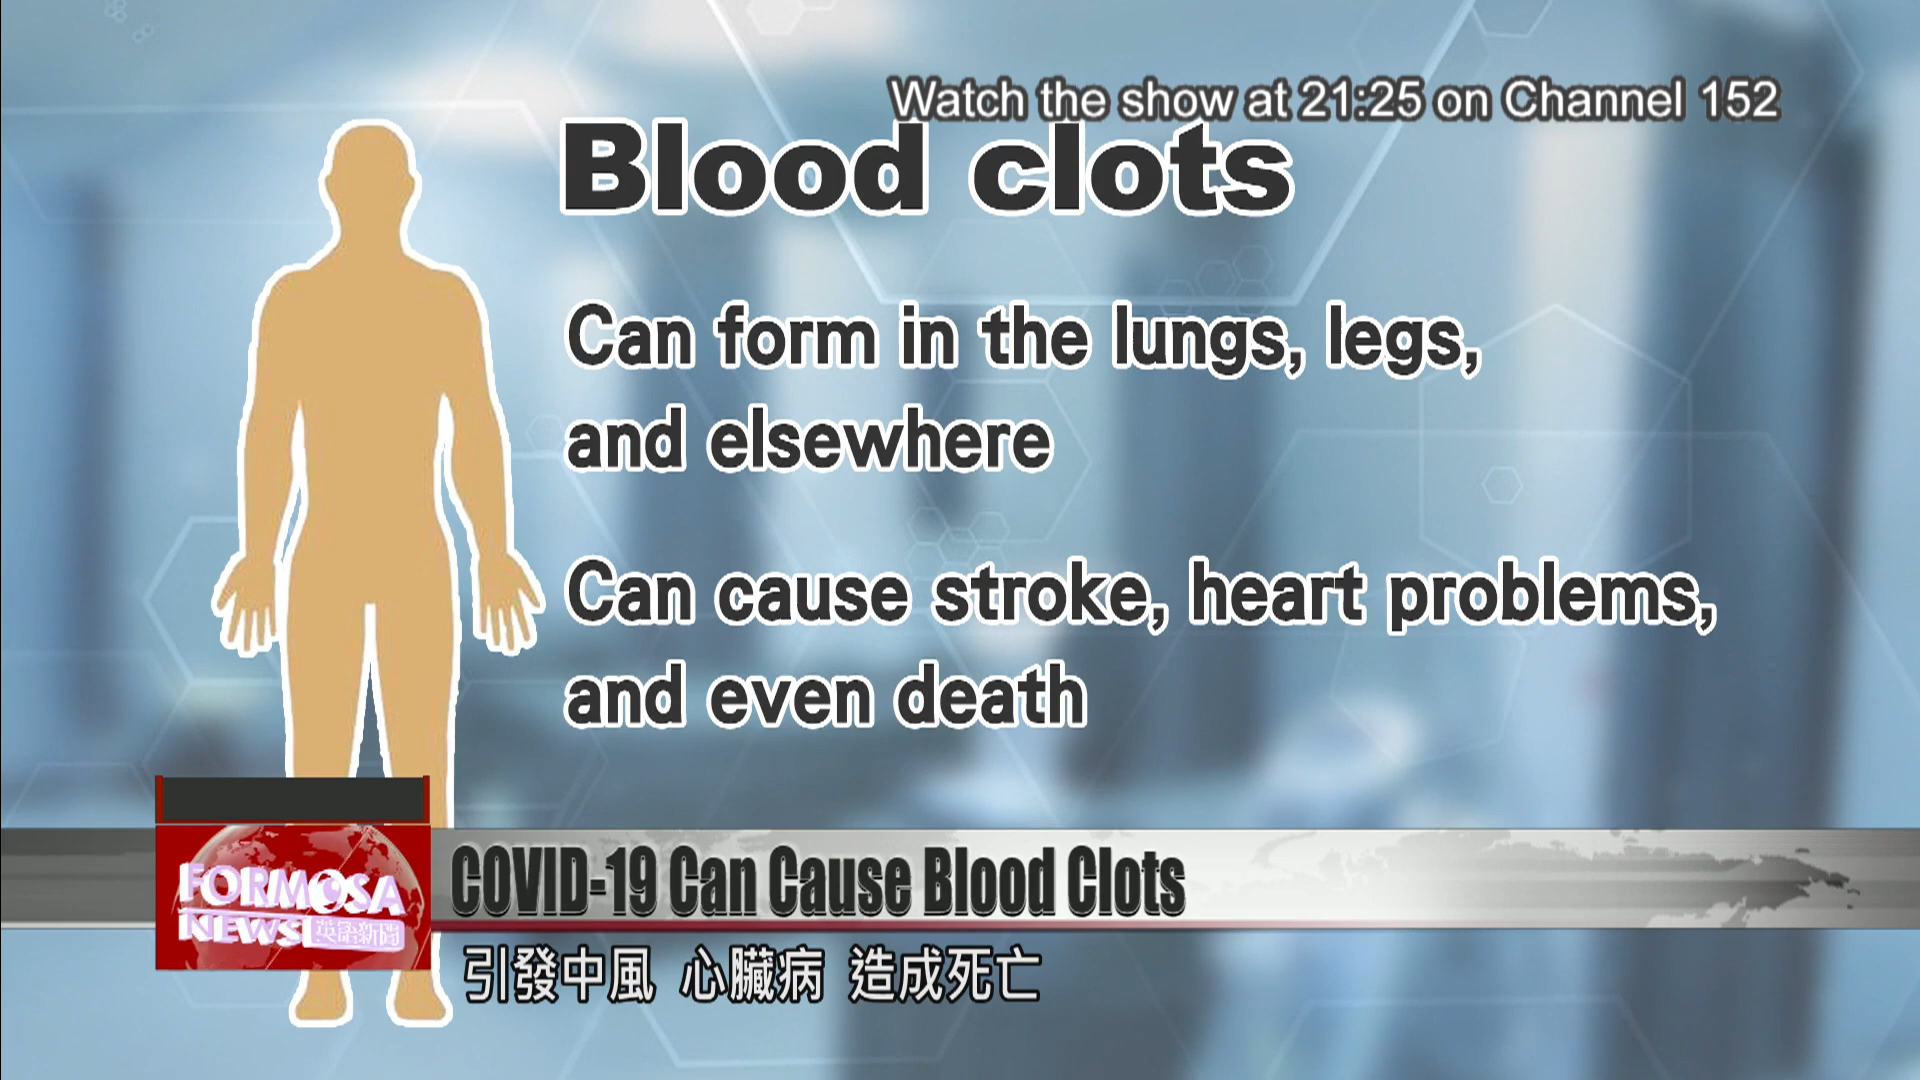 Watch the show at 21:25 on Channel 152
Blood clots
Can form in the lungs, legs,
and elsewhere
Can cause stroke, heart problems,
and even death
COVID-19 Can Cause Blood Clots
FORMOSA
NEWS 英語新聞
引發中風 心臟病 造成死亡